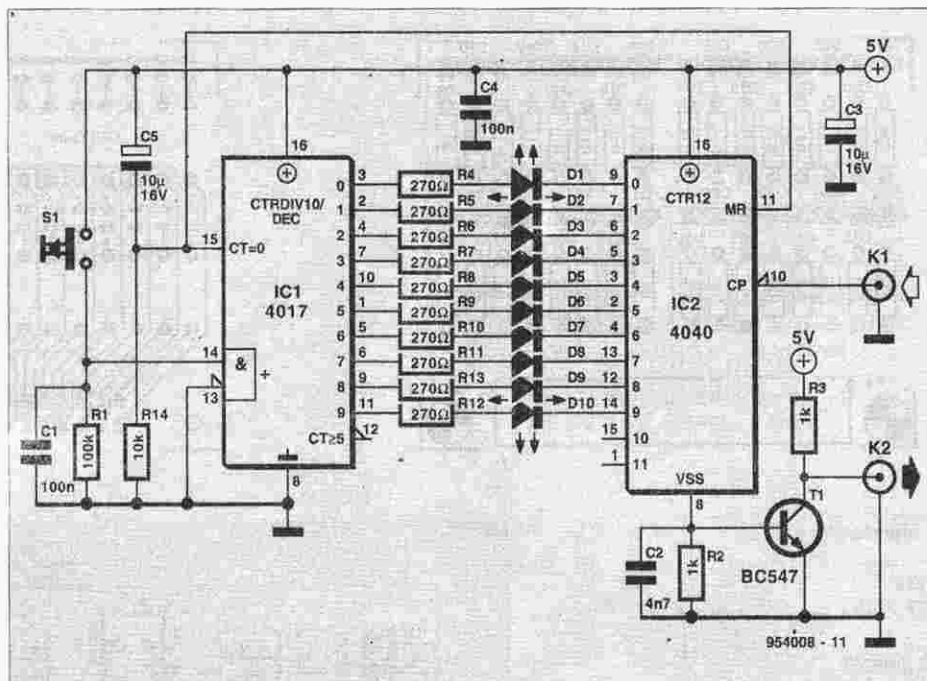 5V
C4
100n
C5
10µ
16V
C3
10µ
16V
16
16
S1
CTRDIV10/
DEC
CTR12
15
CT=0
MR
11
IC1
4017
IC2
4040
CP
10
K1
0
3
270Ω
R4
D1
9
0
1
2
270Ω
R5
D2
7
1
2
4
270Ω
R6
D3
6
2
3
7
270Ω
R7
D4
5
3
4
10
270Ω
R8
D5
3
4
5
1
270Ω
R9
D6
2
5
6
5
270Ω
R10
D7
4
6
7
6
270Ω
R11
D8
13
7
8
9
270Ω
R13
D9
12
8
9
11
270Ω
R12
D10
14
9
15
10
1
11
14
&
+
13
CT≥5
12
8
C1
100n
R1
100k
R14
10k
5V
R3
1k
K2
VSS
8
T1
C2
4n7
R2
1k
BC547
954008 - 11